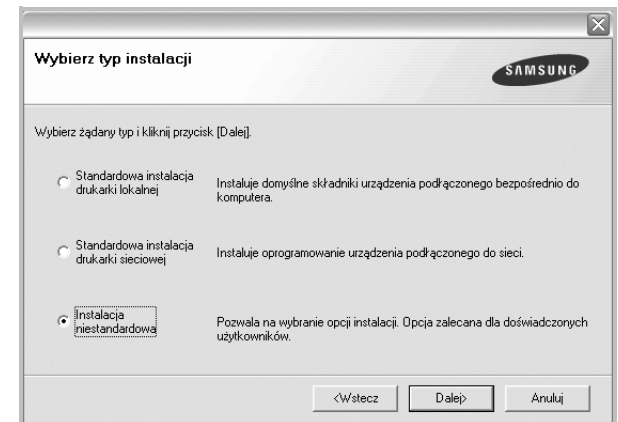 Wybierz typ instalacji
SAMSUNG
Wybierz żądany typ i kliknij przycisk [Dalej].
Standardowa instalacja
drukarki lokalnej
Instaluje domyślne składniki urządzenia podłączonego bezpośrednio do
komputera.
Standardowa instalacja
drukarki sieciowej
Instaluje oprogramowanie urządzenia podłączonego do sieci.
Instalacja
niestandardowa
Pozwala na wybranie opcji instalacji. Opcja zalecana dla doświadczonych
użytkowników.
<Wstecz
Dalej>
Anuluj